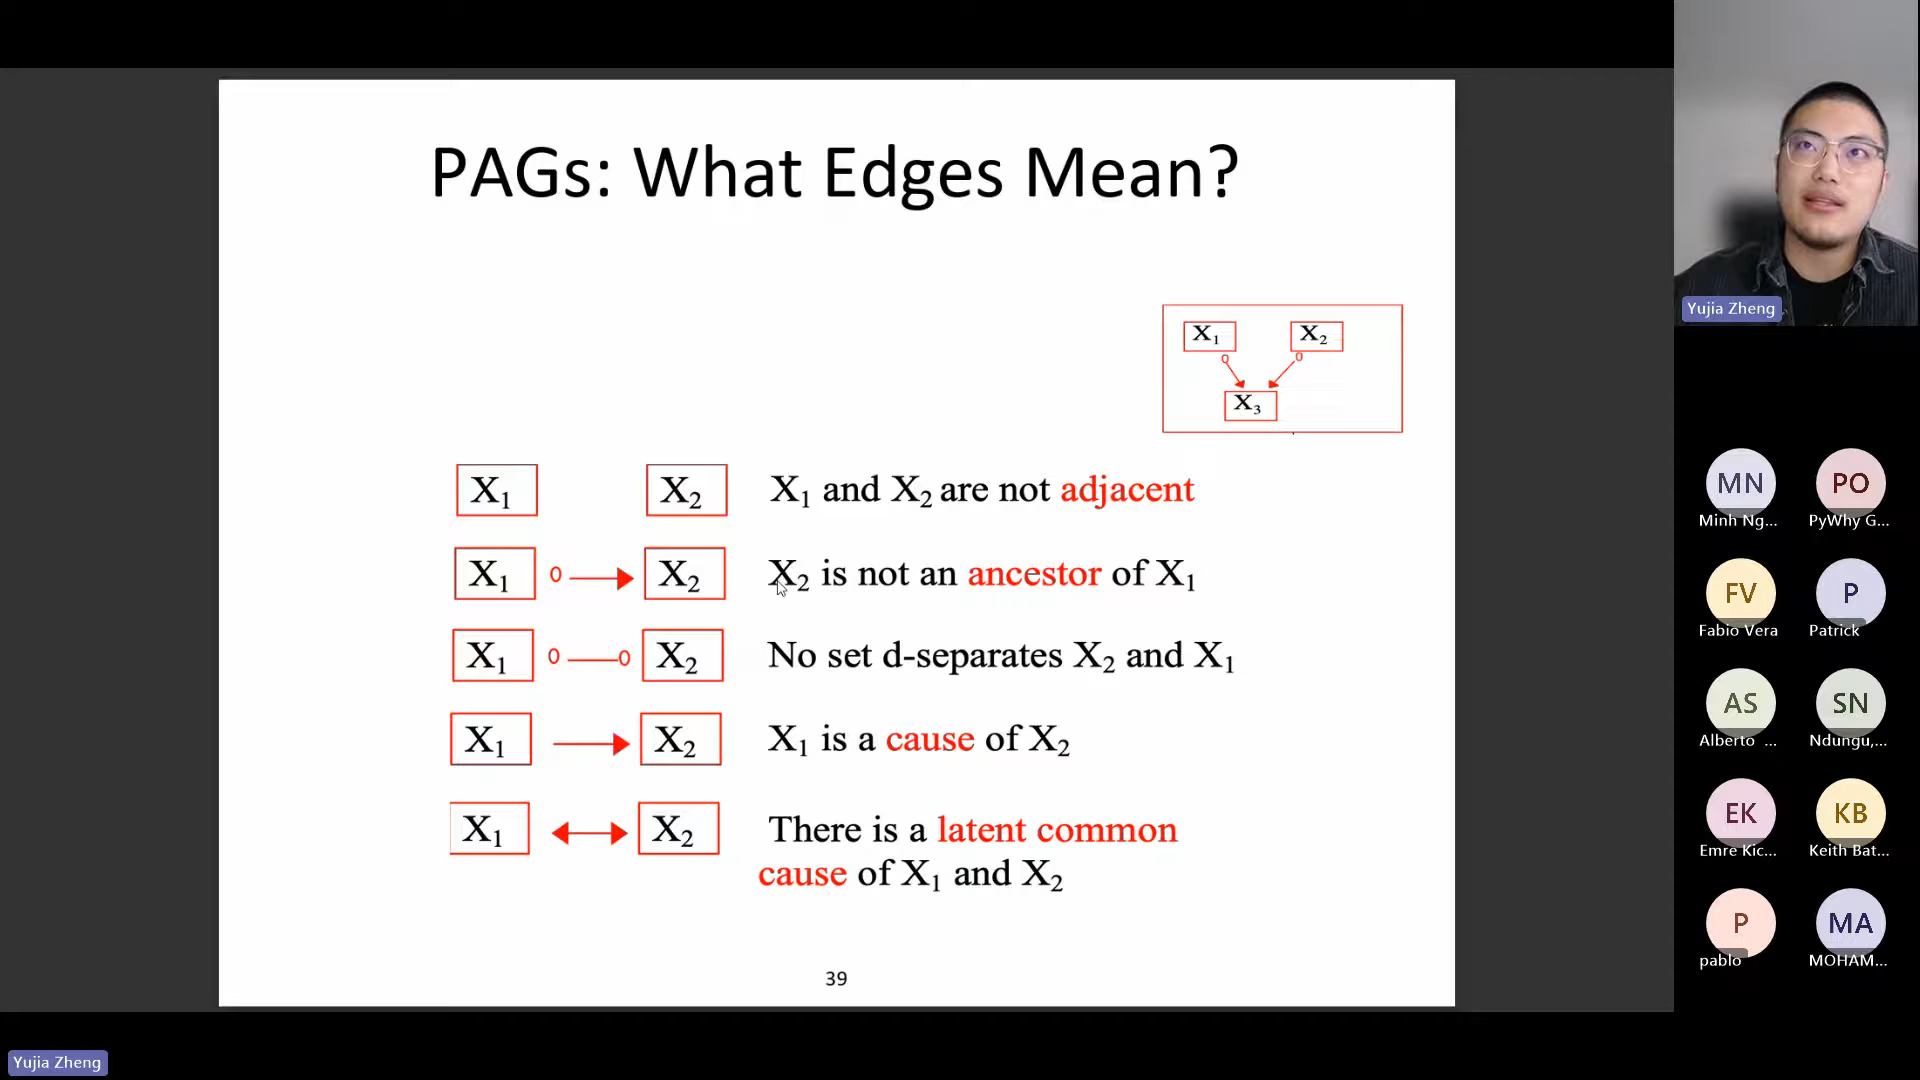 PAGs: What Edges Mean?
X₁ X₂
o o
X₃
X₁ X₂ X₁ and X₂ are not adjacent
X₁ o X₂ X₂ is not an ancestor of X₁
X₁ o o X₂ No set d-separates X₂ and X₁
X₁ X₂ X₁ is a cause of X₂
X₁ X₂ There is a latent common
cause of X₁ and X₂
39
Yujia Zheng
Yujia Zheng
MN PO
Minh Ng... PyWhy G...
FV P
Fabio Vera Patrick
AS SN
Alberto ... Ndungu,...
EK KB
Emre Kic... Keith Bat...
P MA
pablo MOHAM...